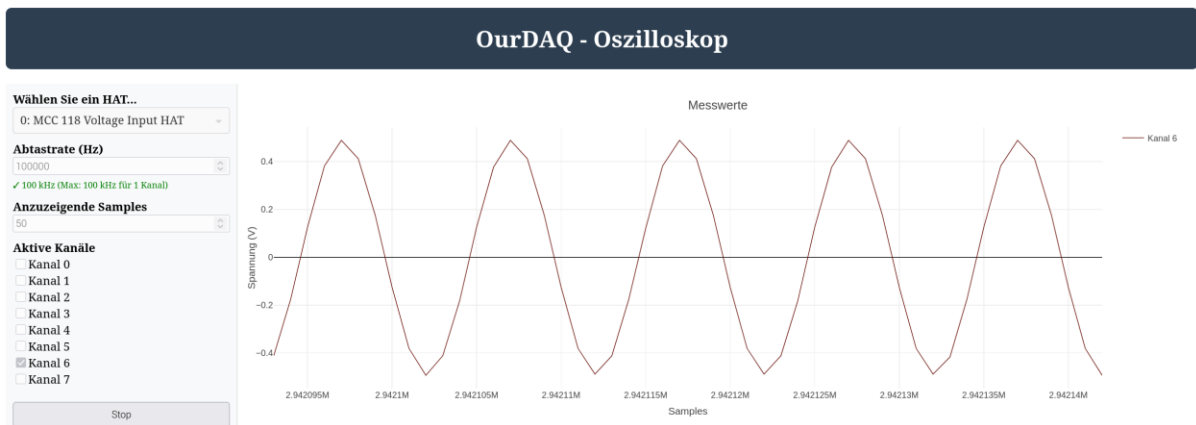 OurDAQ - Oszilloskop
Wählen Sie ein HAT...
0: MCC 118 Voltage Input HAT
Abtastrate (Hz)
100000
✓ 100 kHz (Max: 100 kHz für 1 Kanal)
Anzuzeigende Samples
50
Aktive Kanäle
Kanal 0
Kanal 1
Kanal 2
Kanal 3
Kanal 4
Kanal 5
Kanal 6
Kanal 7
Stop
Messwerte
Kanal 6
Spannung (V)
0.4
0.2
0
−0.2
−0.4
2.942095M 2.9421M 2.942105M 2.94211M 2.942115M 2.94212M 2.942125M 2.94213M 2.942135M 2.94214M
Samples